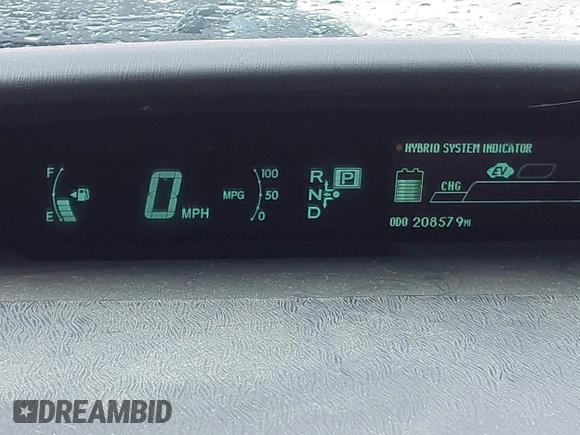 HYBRID SYSTEM INDICATOR
F
E
0 MPH
MPG
100
50
0
R
N
D
P
EV
CHG
ODO 208579 MI
DREAMBID